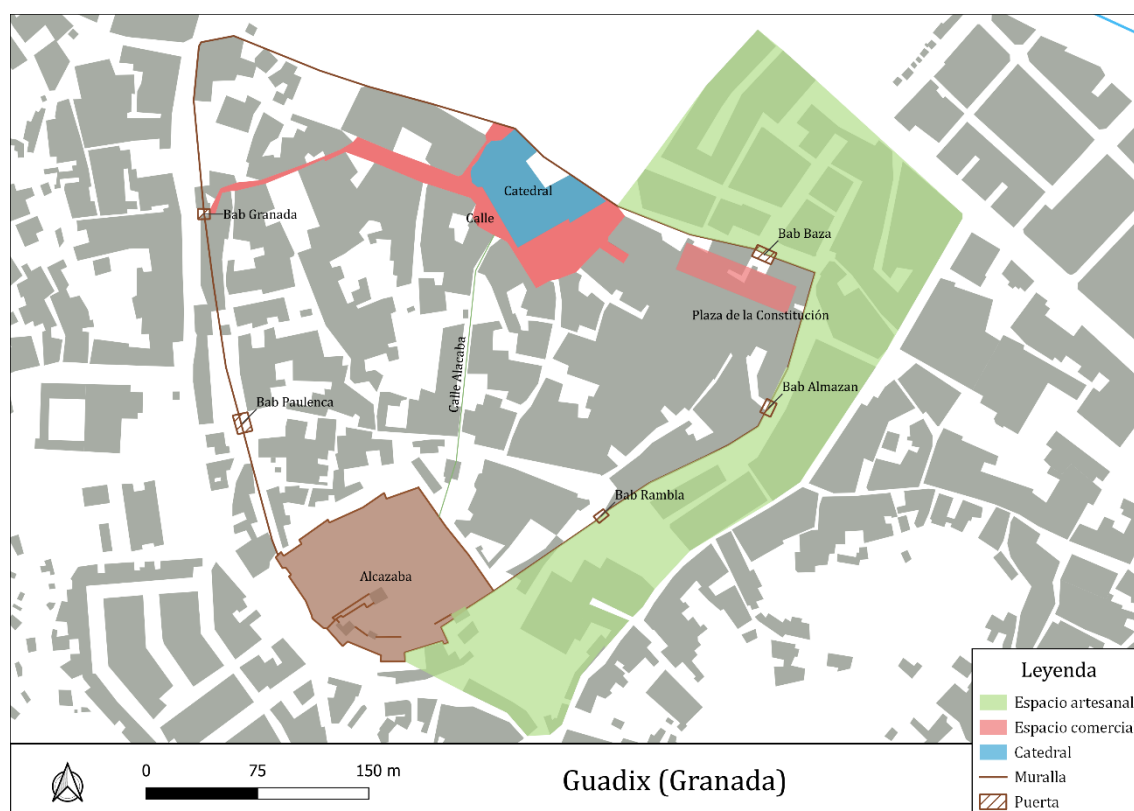 Catedral
Bab Granada
Calle
Bab Baza
Plaza de la Constitución
Calle Alacaba
Bab Almazan
Bab Paulenca
Bab Rambla
Alcazaba
Leyenda
Espacio artesanal
Espacio comercia
Catedral
Muralla
Puerta
0 75 150 m
Guadix (Granada)